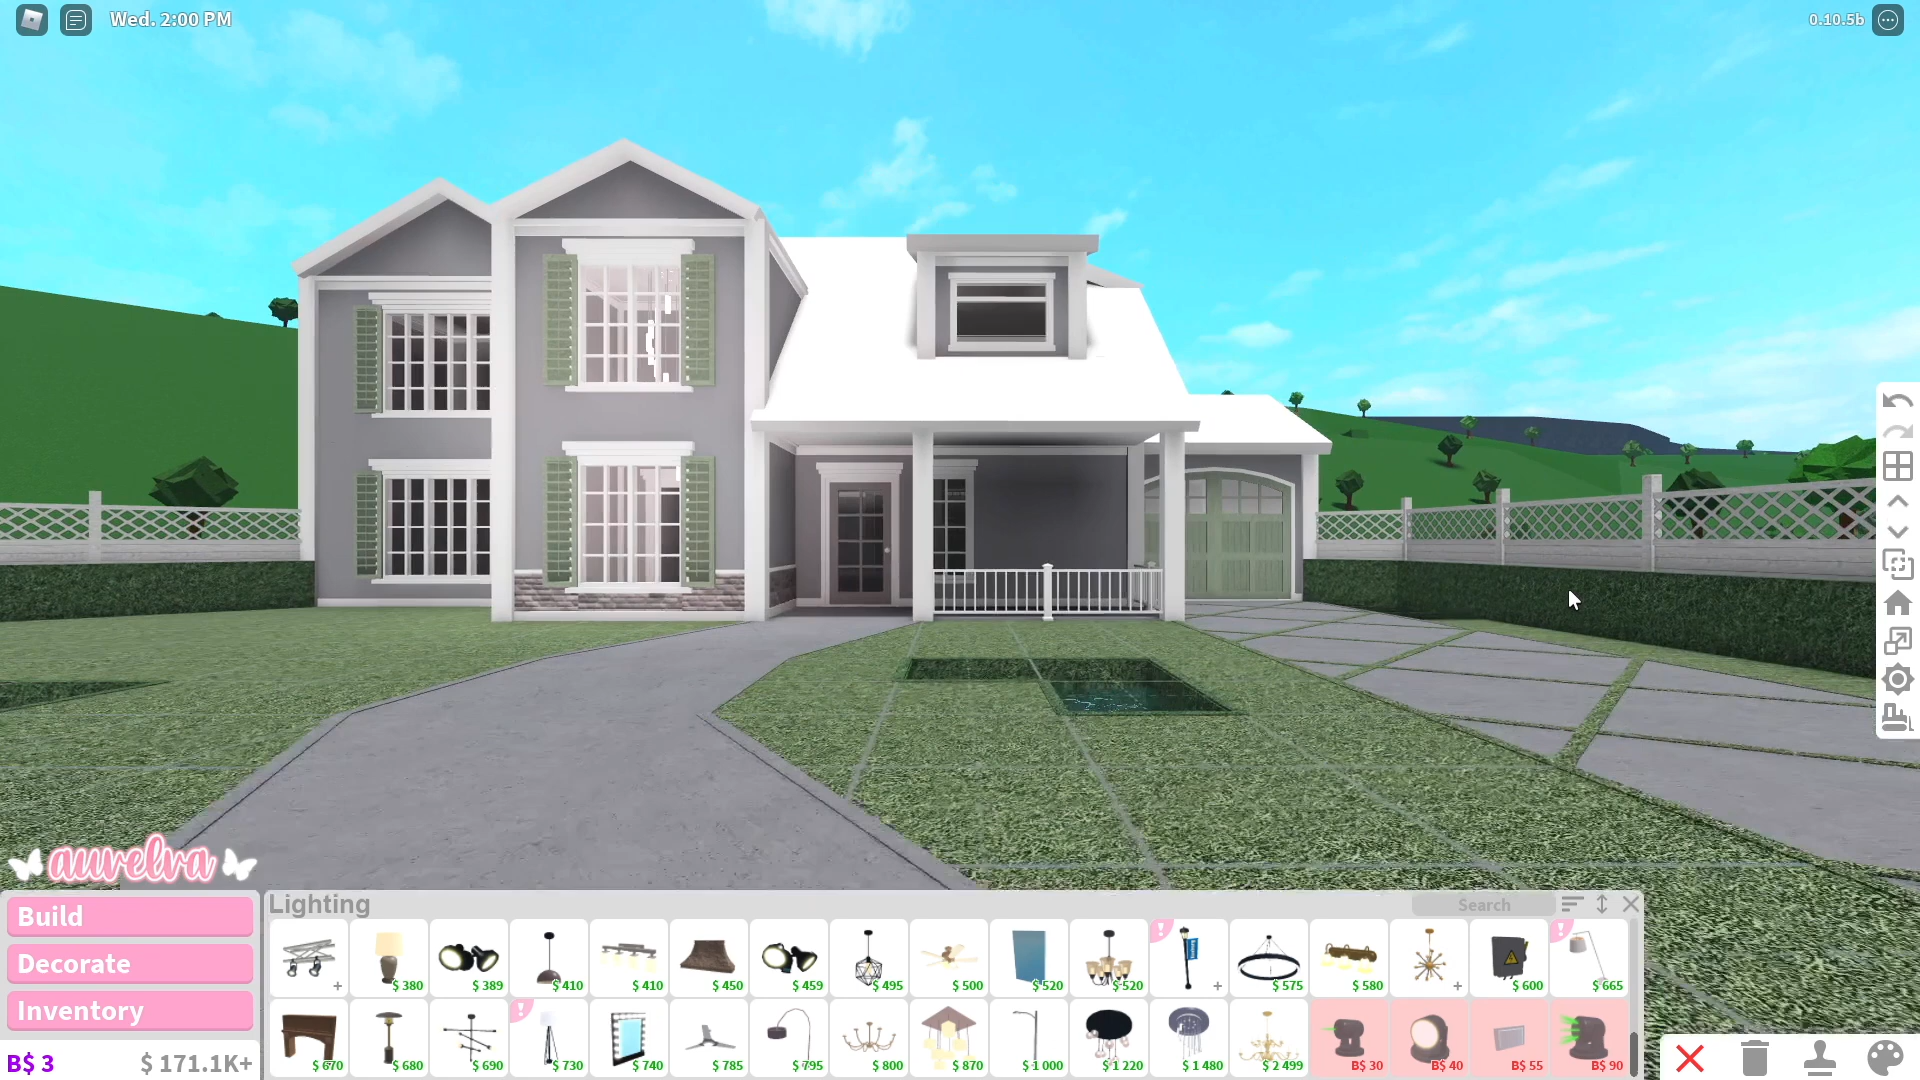 Wed. 2:00 PM
0.10.5b
aurelva
Build
Decorate
Inventory
B$ 3
$ 171.1K+
Lighting
Search
+
$ 380
$ 389
$ 410
$ 410
$ 450
$ 459
$ 495
$ 500
$ 520
$ 520
+
$ 575
$ 580
+
$ 600
$ 665
$ 670
$ 680
$ 690
$ 730
$ 740
$ 785
$ 795
$ 800
$ 870
$ 1 000
$ 1 220
$ 1 480
$ 2 499
B$ 30
B$ 40
B$ 55
B$ 90